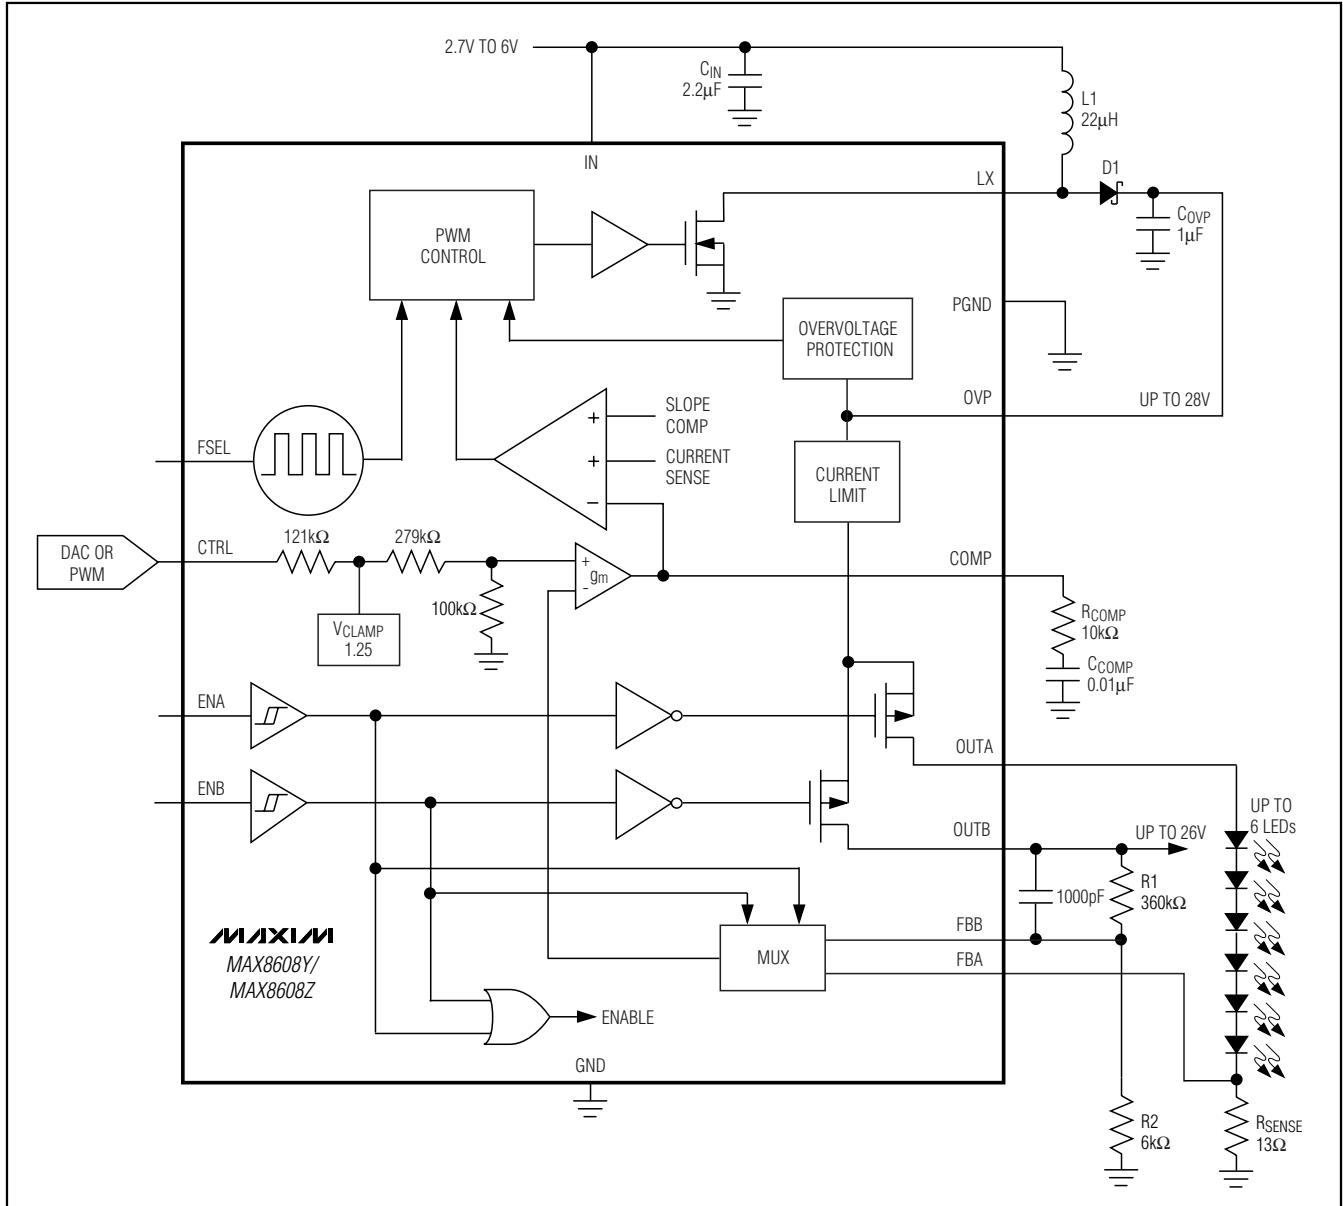 2.7V TO 6V
CIN
2.2µF
L1
22µH
IN
LX
D1
COVP
1µF
PWM
CONTROL
PGND
OVERVOLTAGE
PROTECTION
OVP
UP TO 28V
+
SLOPE
COMP
FSEL
+
CURRENT
SENSE
CURRENT
LIMIT
−
DAC OR
PWM
CTRL
121kΩ
279kΩ
+
gm
-
COMP
100kΩ
VCLAMP
1.25
RCOMP
10kΩ
CCOMP
0.01µF
ENA
OUTA
ENB
UP TO
6 LEDs
OUTB
UP TO 26V
1000pF
R1
360kΩ
FBB
MUX
FBA
MAXIM
MAX8608Y/
MAX8608Z
ENABLE
GND
R2
6kΩ
RSENSE
13Ω